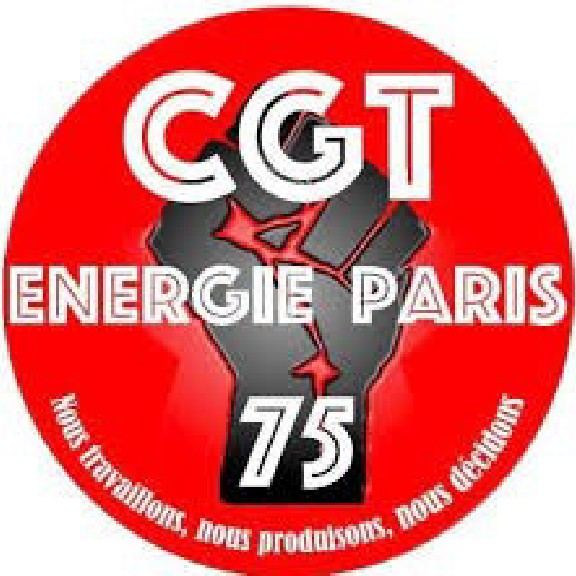 CGT
ENERGIE PARIS
75
Nous travaillons, nous produisons, nous décidons